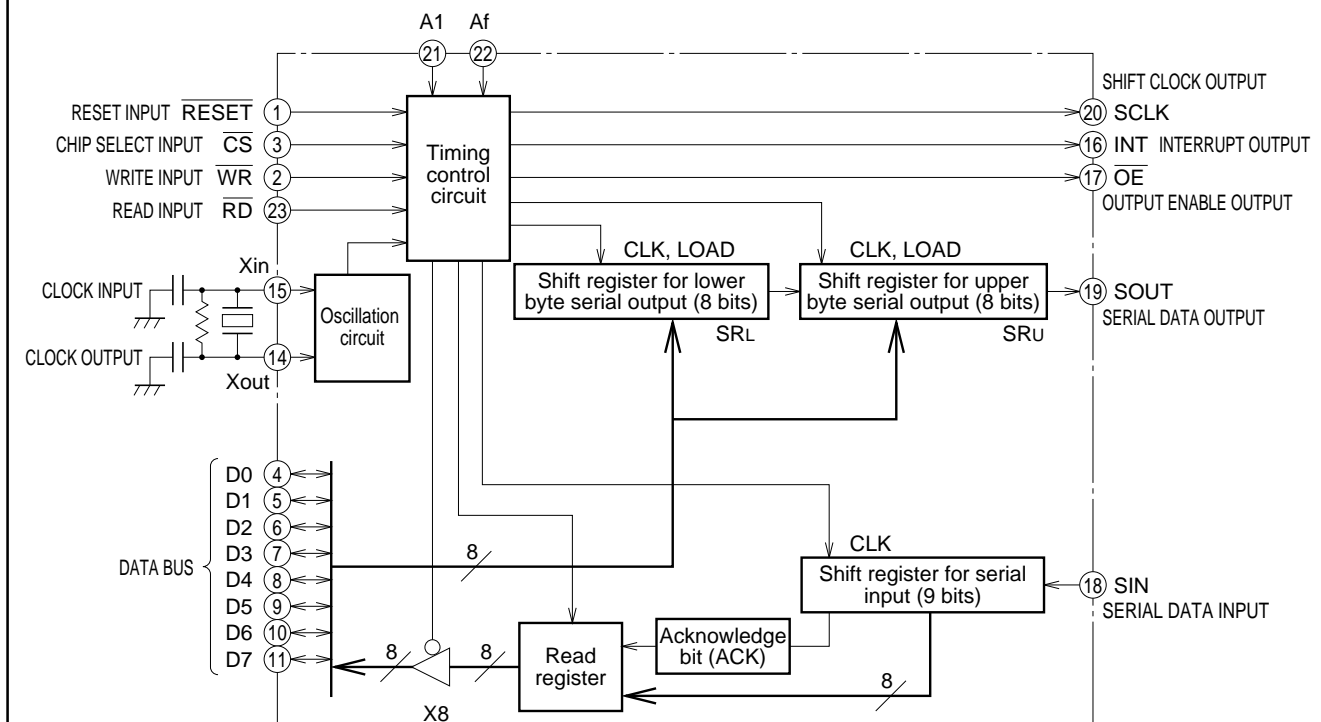 A1 Af
21 22
SHIFT CLOCK OUTPUT
RESET INPUT RESET 1
20 SCLK
CHIP SELECT INPUT CS 3
16 INT INTERRUPT OUTPUT
WRITE INPUT WR 2
17 OE
READ INPUT RD 23
OUTPUT ENABLE OUTPUT
Timing
control
circuit
CLK, LOAD
CLK, LOAD
Xin
CLOCK INPUT 15
Shift register for lower
byte serial output (8 bits)
SRL
Shift register for upper
byte serial output (8 bits)
SRU
19 SOUT
SERIAL DATA OUTPUT
Oscillation
circuit
CLOCK OUTPUT 14
Xout
DATA BUS
D0 4
D1 5
D2 6
D3 7
D4 8
D5 9
D6 10
D7 11
8
CLK
Shift register for serial
input (9 bits)
18 SIN
SERIAL DATA INPUT
Acknowledge
bit (ACK)
Read
register
8 8
8
X8